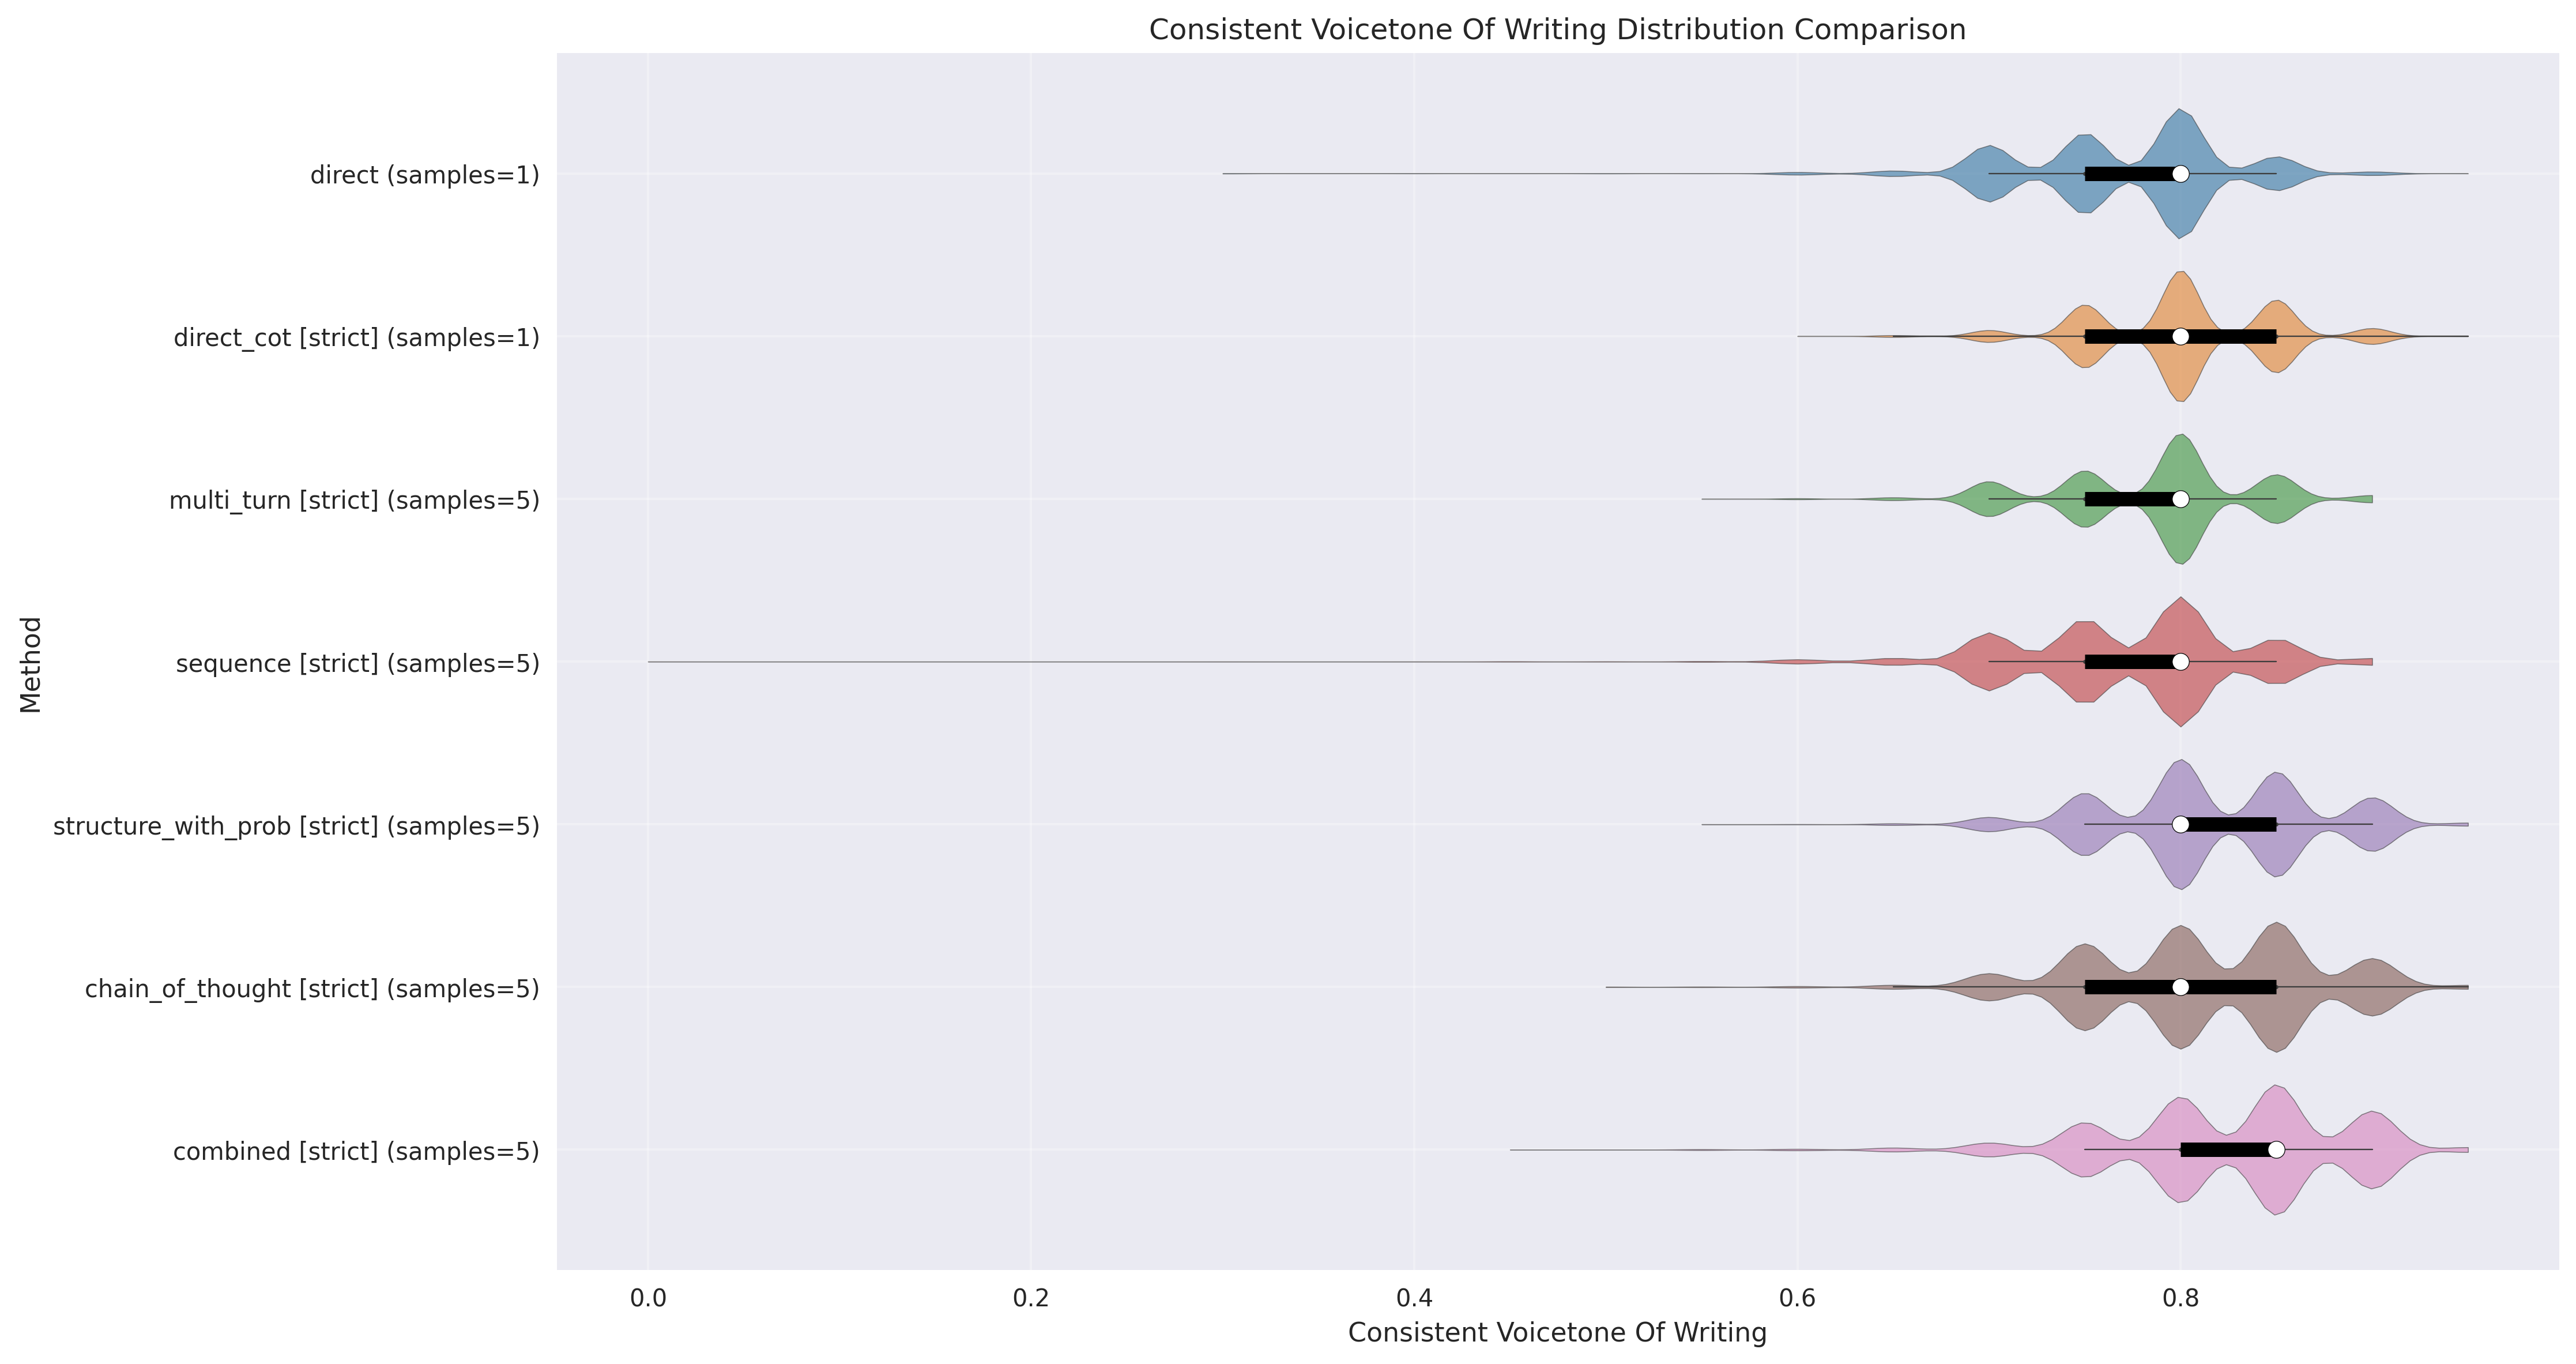 Consistent Voicetone Of Writing Distribution Comparison
direct (samples=1)
direct_cot [strict] (samples=1)
multi_turn [strict] (samples=5)
sequence [strict] (samples=5)
structure_with_prob [strict] (samples=5)
chain_of_thought [strict] (samples=5)
combined [strict] (samples=5)
Method
0.0 0.2 0.4 0.6 0.8
Consistent Voicetone Of Writing